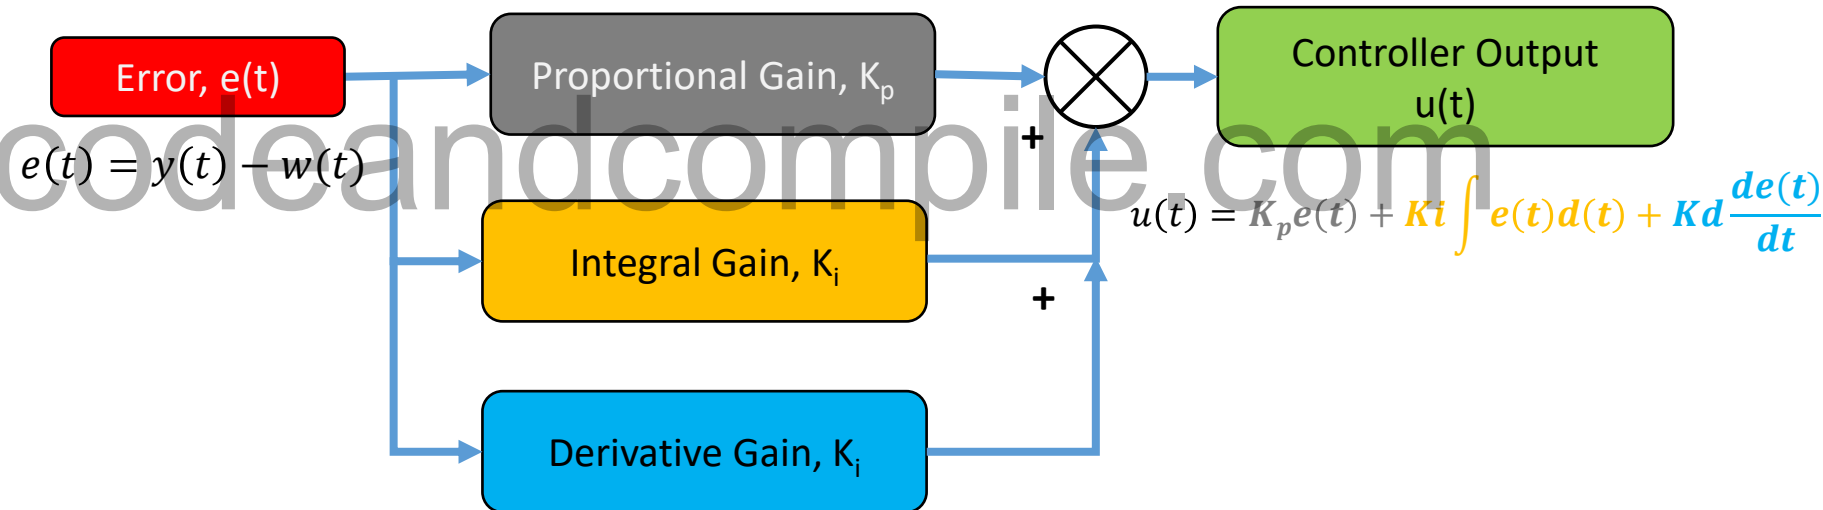 Error, e(t)
Proportional Gain, Kₚ
Controller Output
u(t)
+
codeandcompile.com
e(t) = y(t) − w(t)
u(t) = Kₚe(t) + Ki ∫ e(t)d(t) + Kd de(t)/dt
Integral Gain, Kᵢ
+
Derivative Gain, Kᵢ